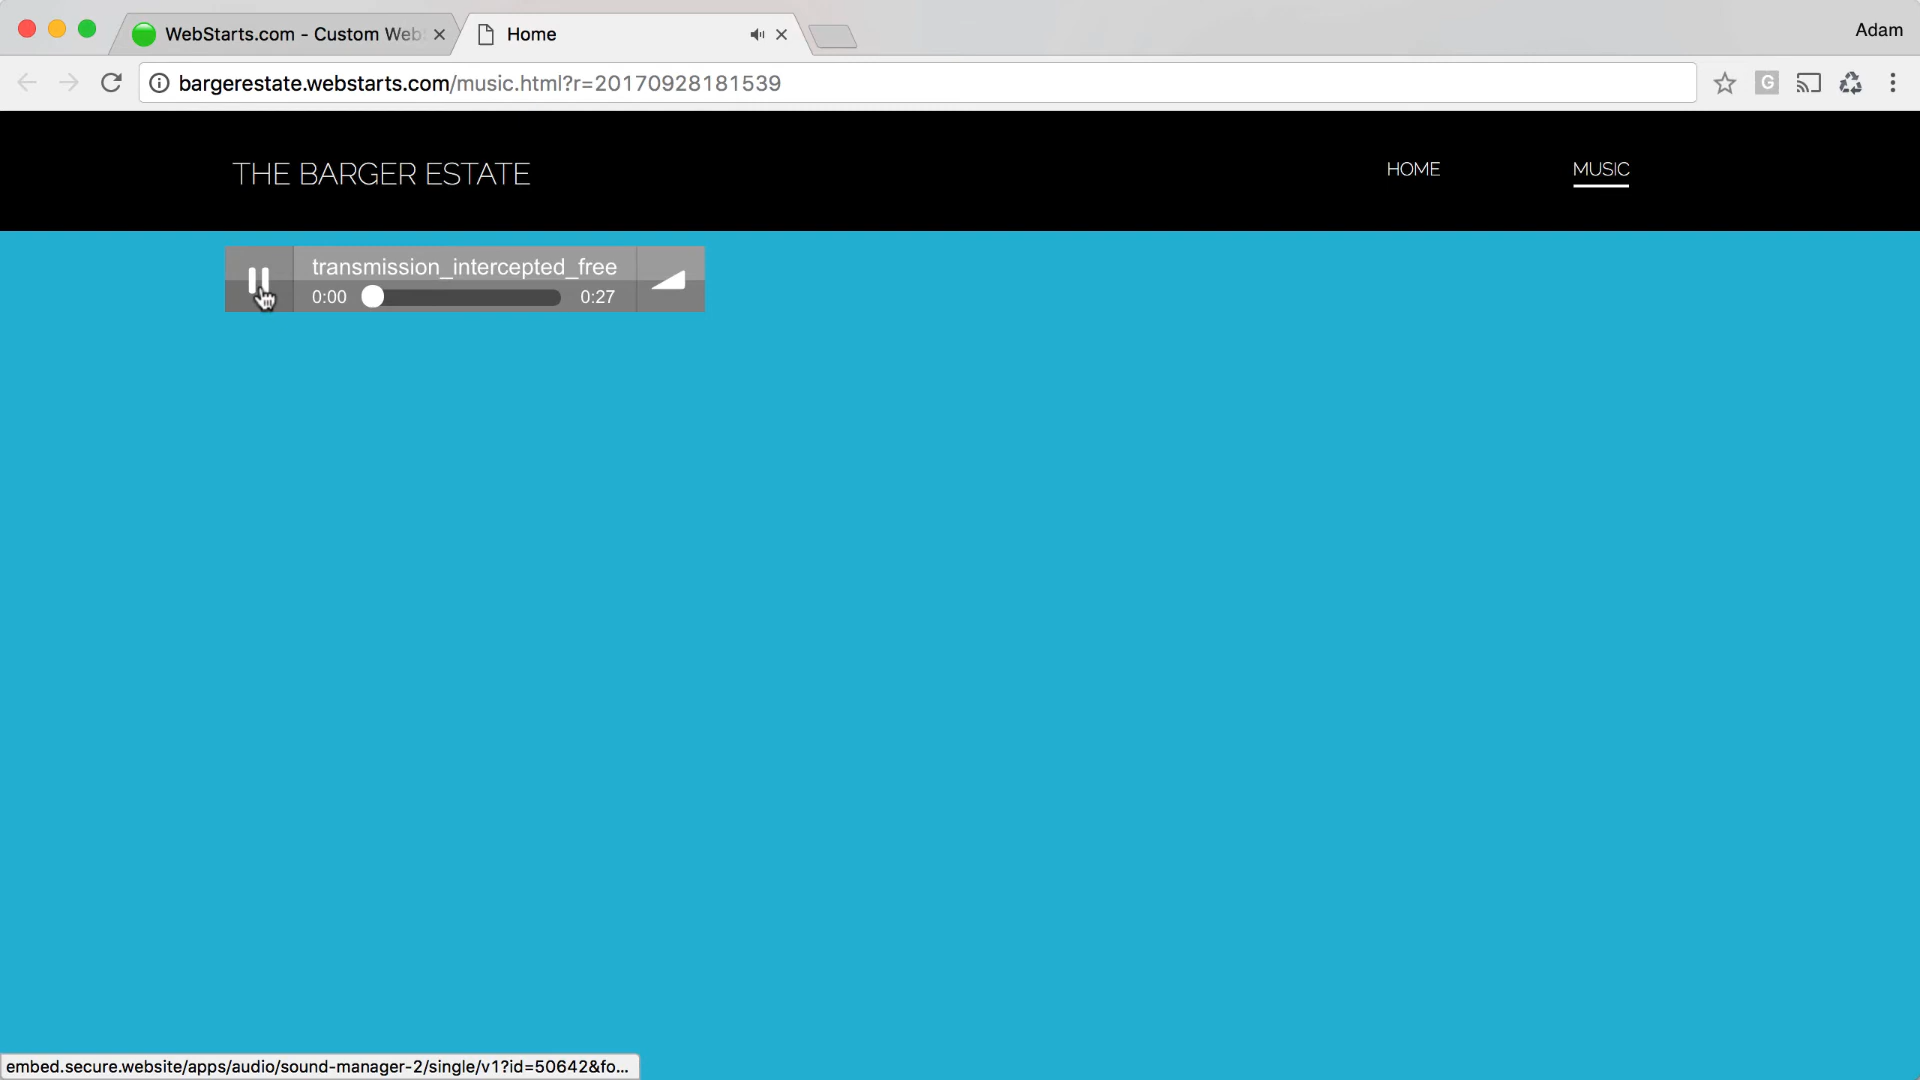 WebStarts.com - Custom Web
Home
Adam
bargerestate.webstarts.com/music.html?r=20170928181539
G
THE BARGER ESTATE
HOME
MUSIC
transmission_intercepted_free
0:00
0:27
embed.secure.website/apps/audio/sound-manager-2/single/v1?id=50642&fo...